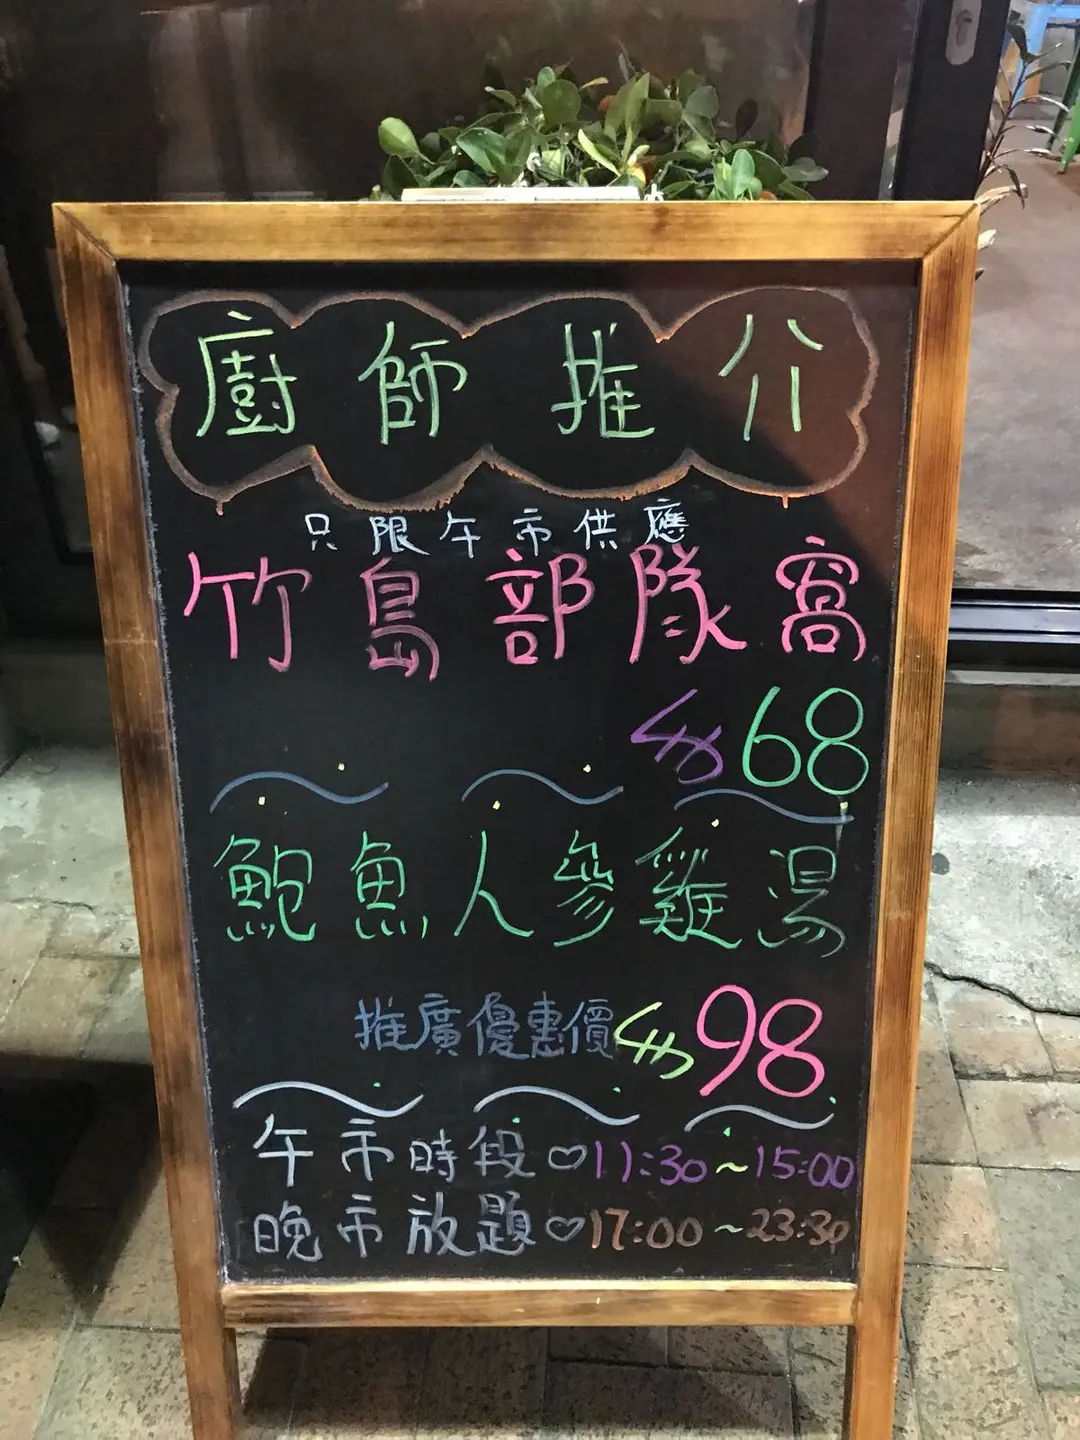 廚師推介
只限午市供應
竹島部隊窩
$68
鮑魚人參雞湯
推廣優惠價$98
午市時段♡11:30~15:00
晚市放題♡17:00~23:30